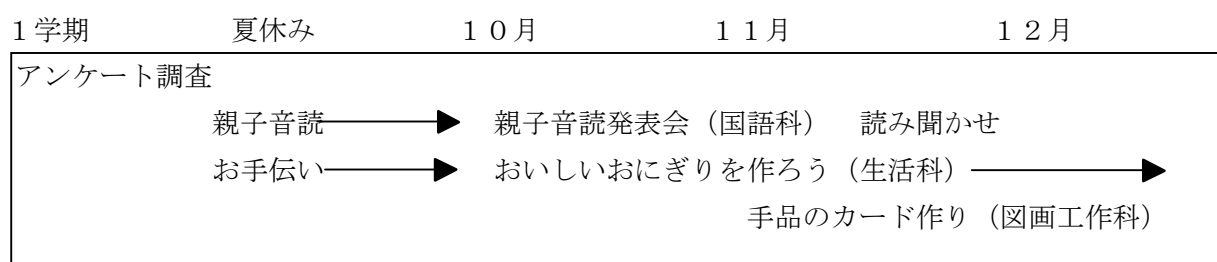 １学期　夏休み　１０月　１１月　１２月
アンケート調査
親子音読　親子音読発表会（国語科）　読み聞かせ
お手伝い　おいしいおにぎりを作ろう（生活科）
手品のカード作り（図画工作科）